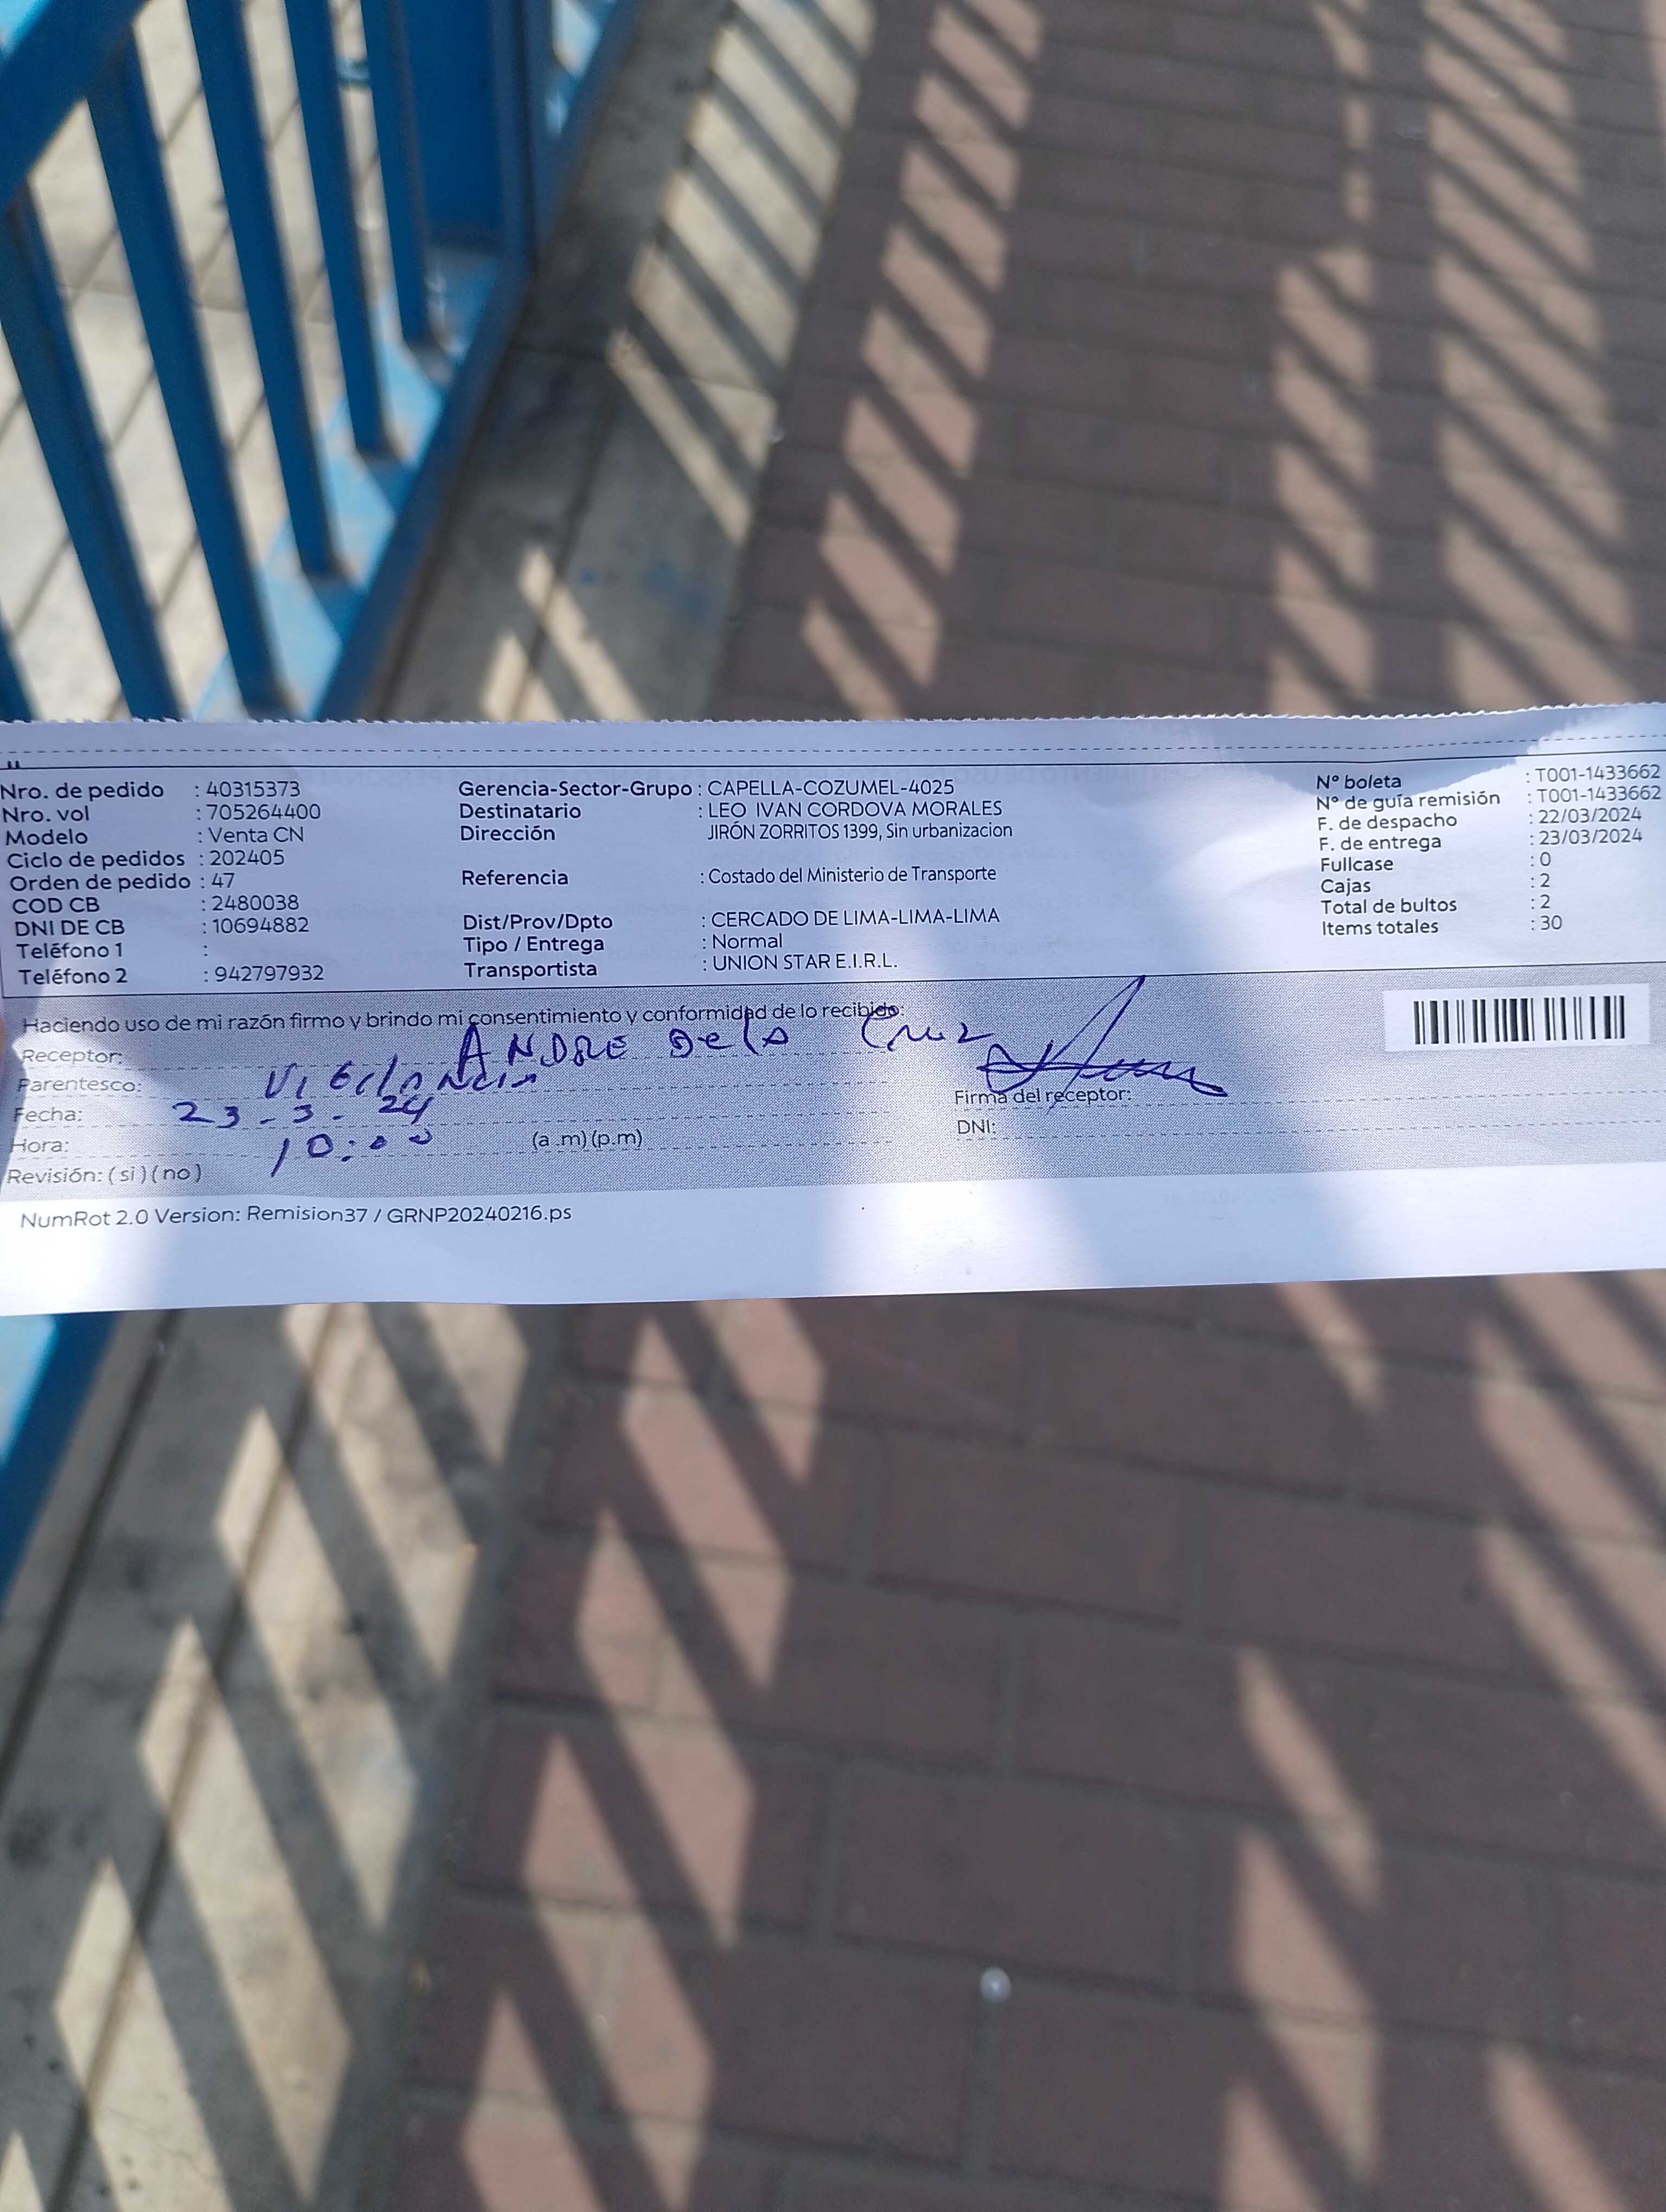 Nro. de pedido : 40315373
Nro. vol : 705264400
Modelo : Venta CN
Ciclo de pedidos : 202405
Orden de pedido : 47
COD CB : 2480038
DNI DE CB : 10694882
Teléfono 1 :
Teléfono 2 : 942797932
Gerencia-Sector-Grupo : CAPELLA-COZUMEL-4025
Destinatario : LEO IVAN CORDOVA MORALES
Dirección JIRÓN ZORRITOS 1399, Sin urbanizacion
Referencia : Costado del Ministerio de Transporte
Dist/Prov/Dpto : CERCADO DE LIMA-LIMA-LIMA
Tipo / Entrega : Normal
Transportista : UNION STAR E.I.R.L.
N° boleta : T001-1433662
N° de guía remisión : T001-1433662
F. de despacho : 22/03/2024
F. de entrega : 23/03/2024
Fullcase : 0
Cajas : 2
Total de bultos : 2
Items totales : 30
Haciendo uso de mi razón firmo y brindo mi consentimiento y conformidad de lo recibido:
Receptor: ANDRE De la Cruz
Parentesco: Vigilancia
Fecha: 23-3-24
Hora: 10:00 (a .m) (p.m)
Revisión: ( si ) ( no )
Firma del receptor:
DNI:
NumRot 2.0 Version: Remision37 / GRNP20240216.ps